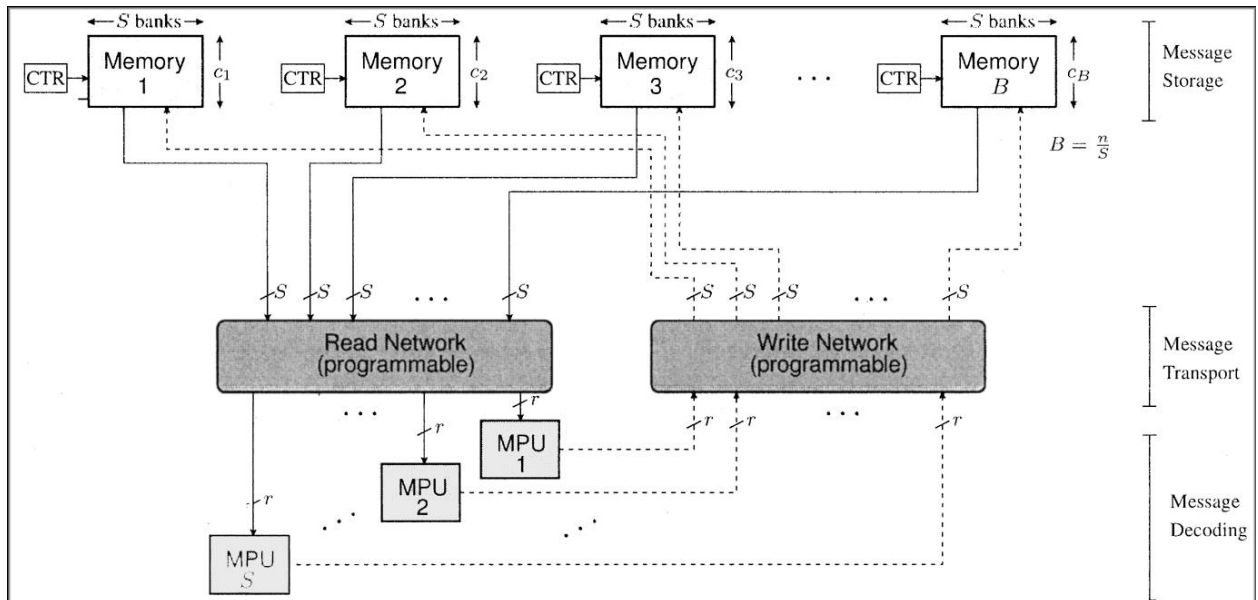 S banks
S banks
S banks
S banks
CTR
Memory
1
c1
CTR
Memory
2
c2
CTR
Memory
3
c3
...
CTR
Memory
B
cB
Message
Storage
B = n/S
S
S
S
...
S
S
S
S
...
S
Read Network
(programmable)
Write Network
(programmable)
Message
Transport
...
r
r
r
r
...
r
r
MPU
1
MPU
2
MPU
S
...
...
Message
Decoding